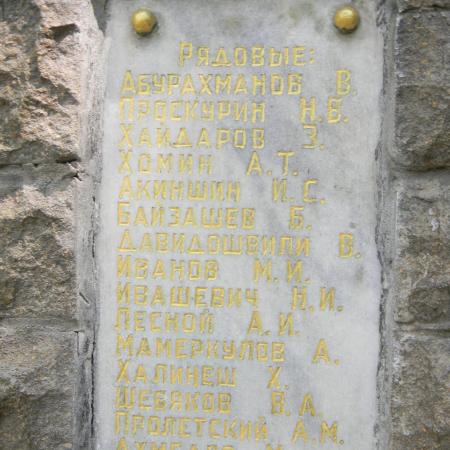 Рядовые:
Абурахманов В.
Проскурин Н.Е.
Хайдаров З.
Хомин А.Т.
Акиншин И.С.
Байзашев Б.
Давидошвили В.
Иванов М.И.
Ивашевич Н.И.
Лесной А.И.
Мамеркулов А.
Халинеш Х.
Шебяков В.А.
Пролетский А.М.